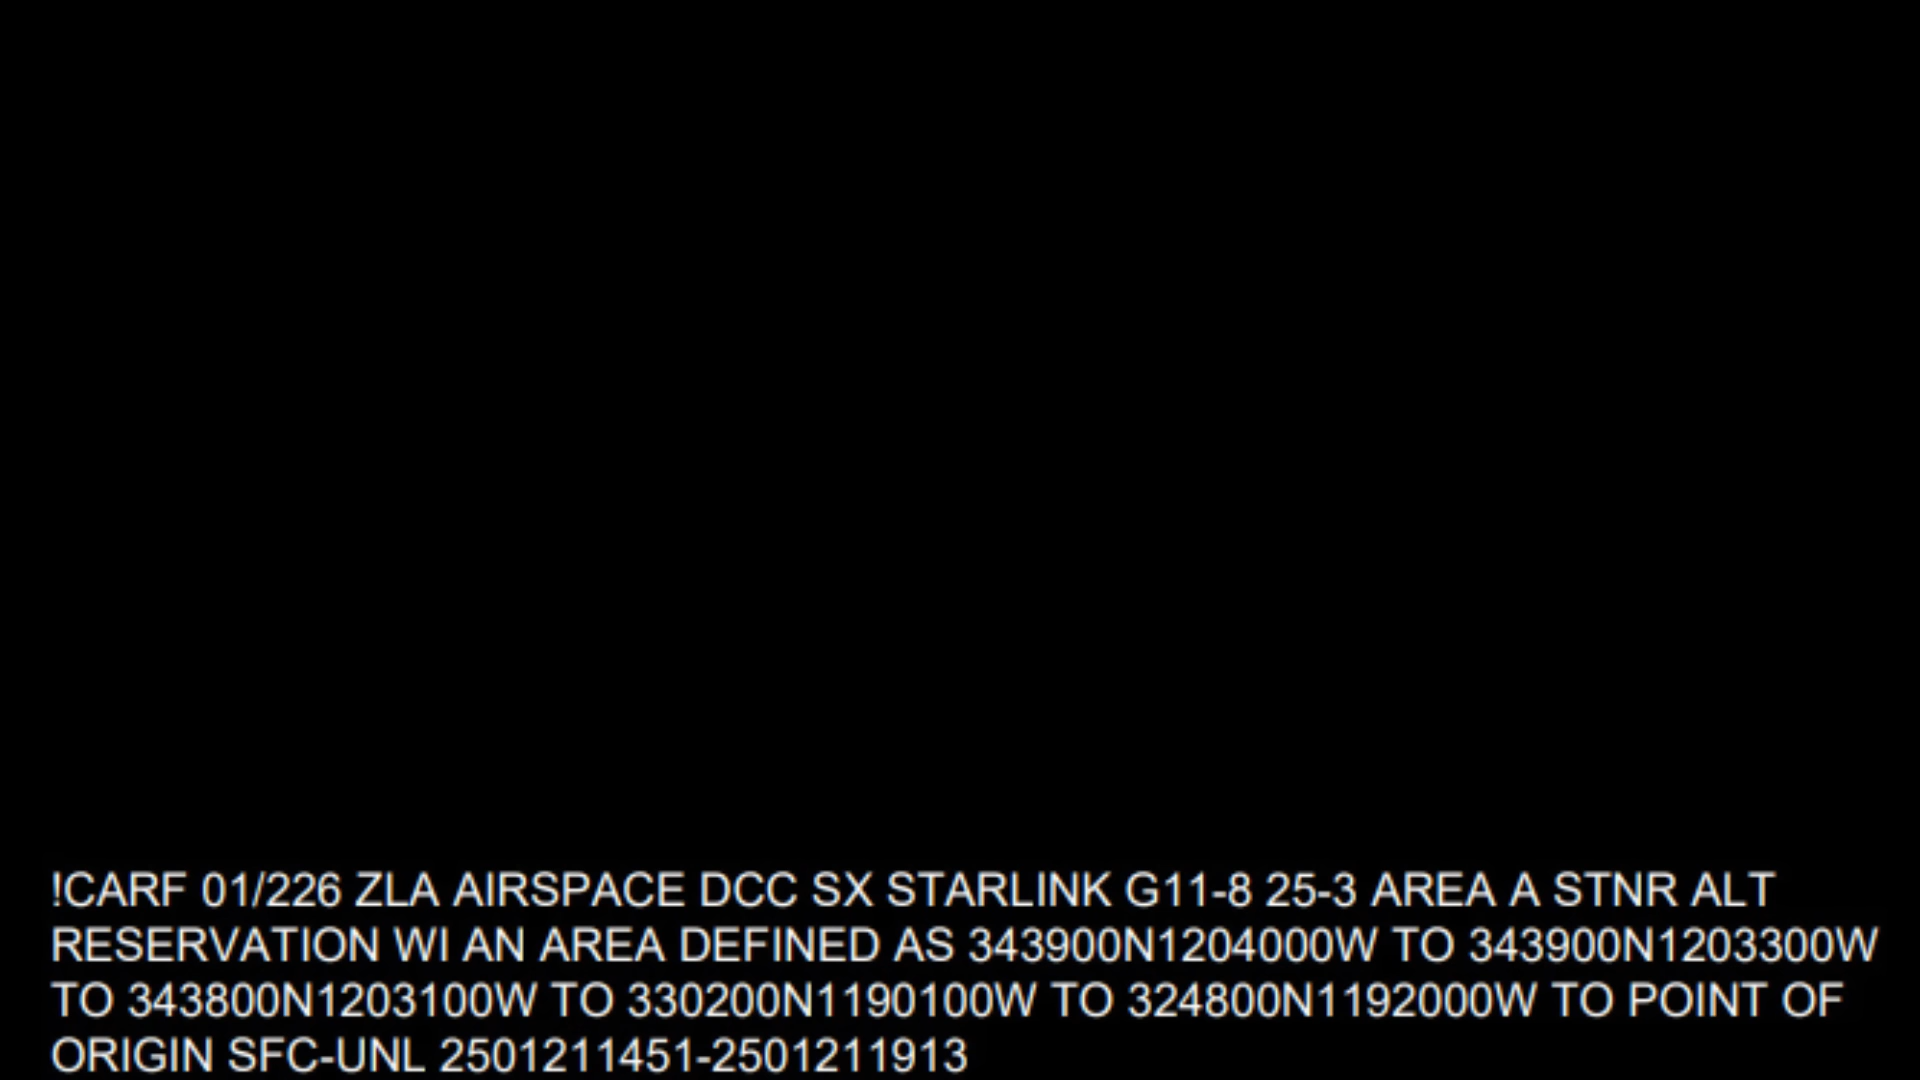 !CARF 01/226 ZLA AIRSPACE DCC SX STARLINK G11-8 25-3 AREA A STNR ALT
RESERVATION WI AN AREA DEFINED AS 343900N1204000W TO 343900N1203300W
TO 343800N1203100W TO 330200N1190100W TO 324800N1192000W TO POINT OF
ORIGIN SFC-UNL 2501211451-2501211913